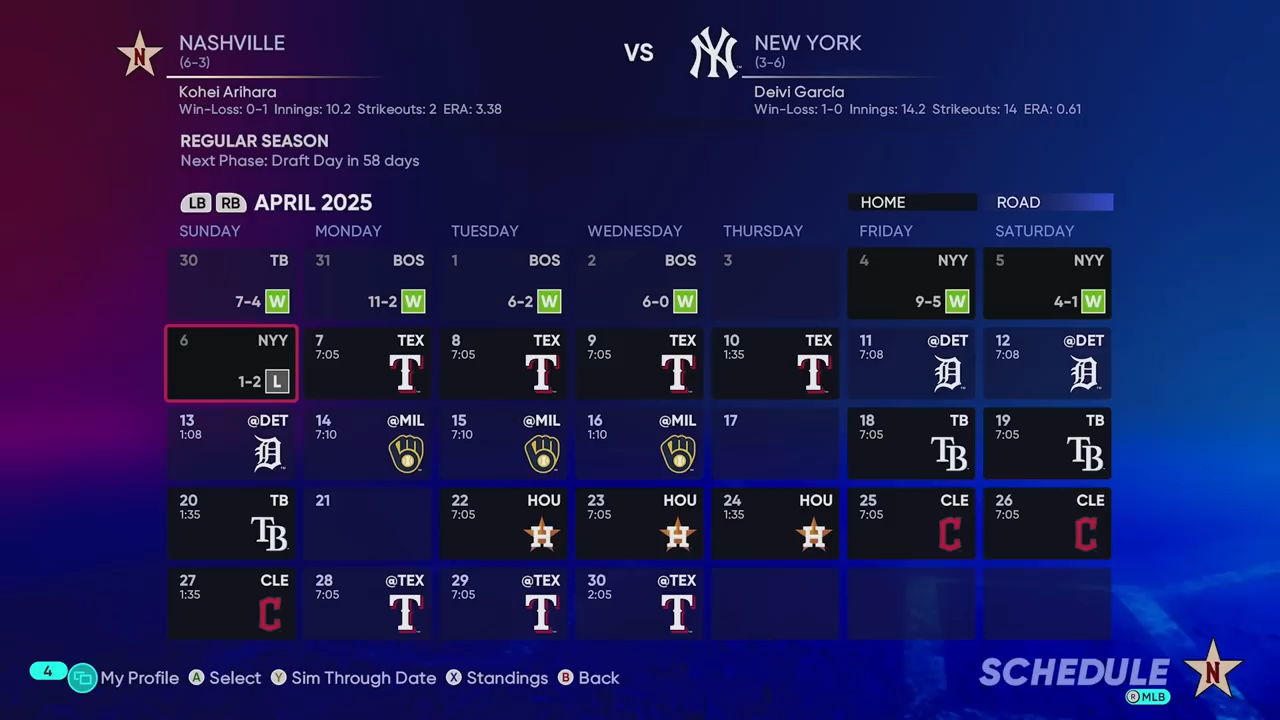 NASHVILLE
(6-3)
VS
NEW YORK
(3-6)
Kohei Arihara
Win-Loss: 0-1 Innings: 10.2 Strikeouts: 2 ERA: 3.38
Deivi García
Win-Loss: 1-0 Innings: 14.2 Strikeouts: 14 ERA: 0.61
REGULAR SEASON
Next Phase: Draft Day in 58 days
LB RB APRIL 2025
HOME ROAD
SUNDAY MONDAY TUESDAY WEDNESDAY THURSDAY FRIDAY SATURDAY
30 TB 31 BOS 1 BOS 2 BOS 3 4 NYY 5 NYY
7-4 W 11-2 W 6-2 W 6-0 W 9-5 W 4-1 W
6 NYY 7 TEX 8 TEX 9 TEX 10 TEX 11 @DET 12 @DET
7:05 7:05 7:05 1:35 7:08 7:08
1-2 L
13 @DET 14 @MIL 15 @MIL 16 @MIL 17 18 TB 19 TB
1:08 7:10 7:10 1:10 7:05 7:05
20 TB 21 22 HOU 23 HOU 24 HOU 25 CLE 26 CLE
1:35 7:05 7:05 1:35 7:05 7:05
27 CLE 28 @TEX 29 @TEX 30 @TEX
1:35 7:05 7:05 2:05
4 My Profile A Select Y Sim Through Date X Standings B Back
SCHEDULE N
R MLB